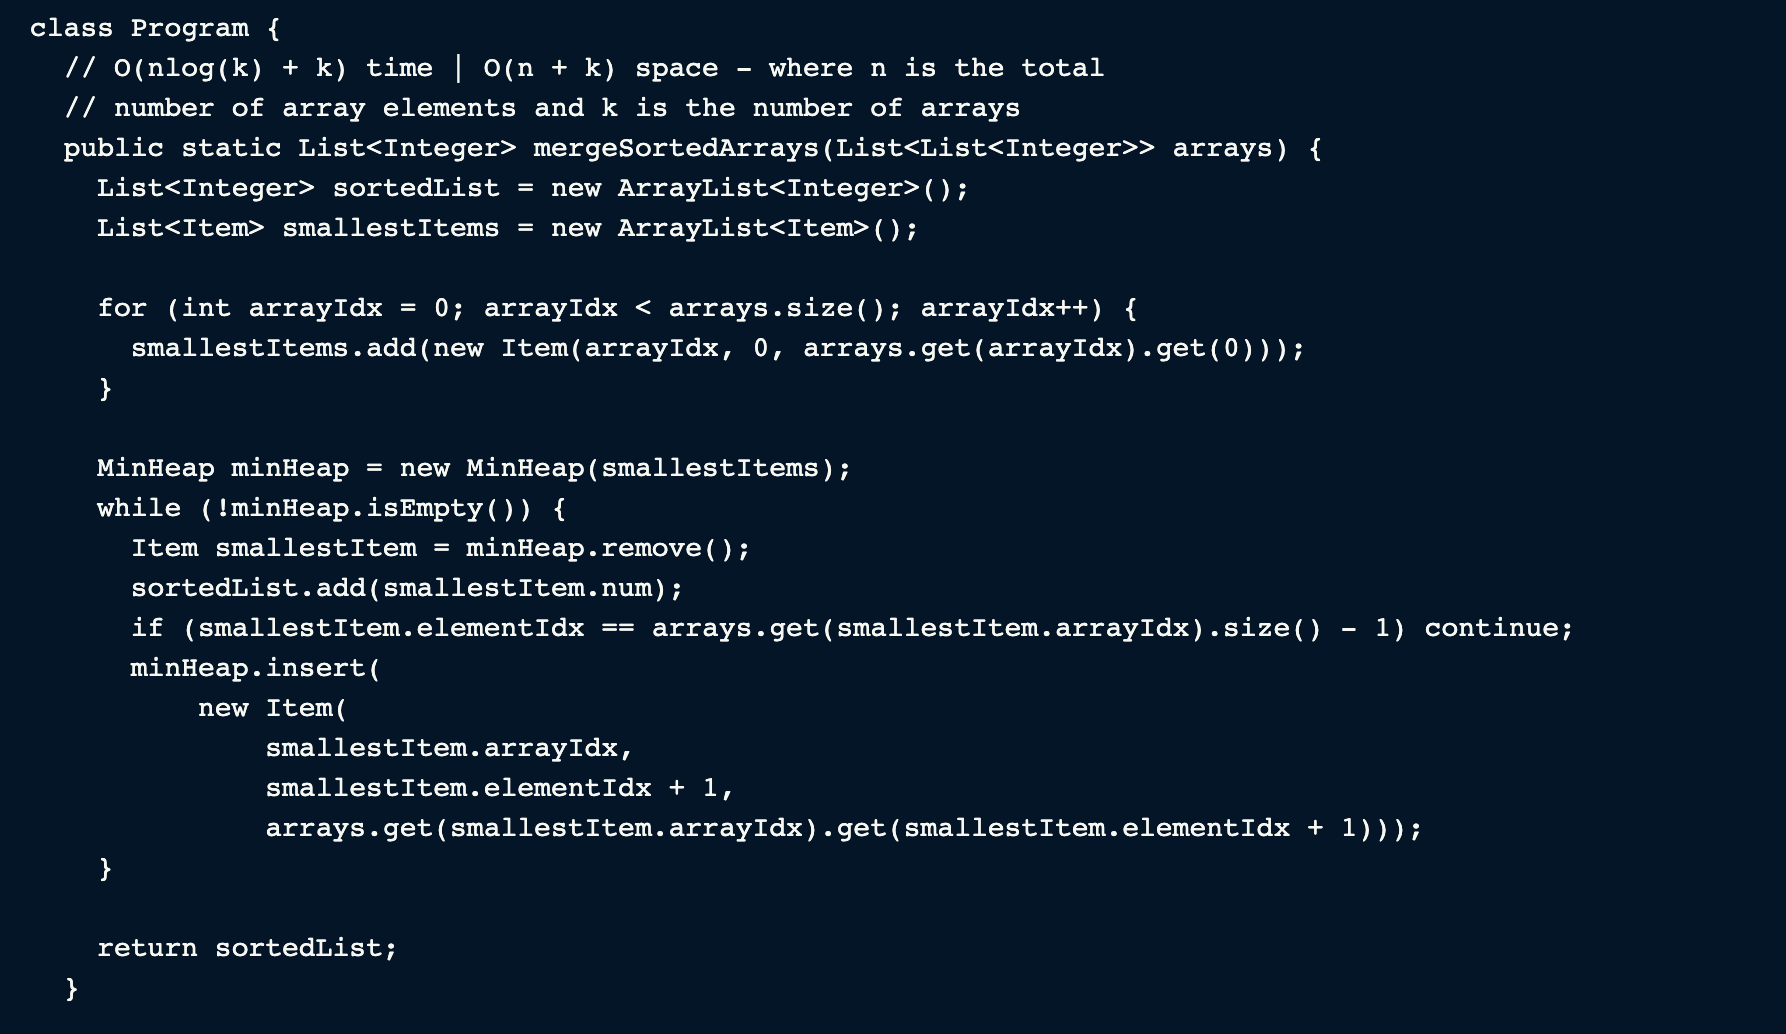 class Program {
// O(nlog(k) + k) time | O(n + k) space – where n is the total
// number of array elements and k is the number of arrays
public static List<Integer> mergeSortedArrays(List<List<Integer>> arrays) {
List<Integer> sortedList = new ArrayList<Integer>();
List<Item> smallestItems = new ArrayList<Item>();
for (int arrayIdx = 0; arrayIdx < arrays.size(); arrayIdx++) {
smallestItems.add(new Item(arrayIdx, 0, arrays.get(arrayIdx).get(0)));
}
MinHeap minHeap = new MinHeap(smallestItems);
while (!minHeap.isEmpty()) {
Item smallestItem = minHeap.remove();
sortedList.add(smallestItem.num);
if (smallestItem.elementIdx == arrays.get(smallestItem.arrayIdx).size() – 1) continue;
minHeap.insert(
new Item(
smallestItem.arrayIdx,
smallestItem.elementIdx + 1,
arrays.get(smallestItem.arrayIdx).get(smallestItem.elementIdx + 1)));
}
return sortedList;
}